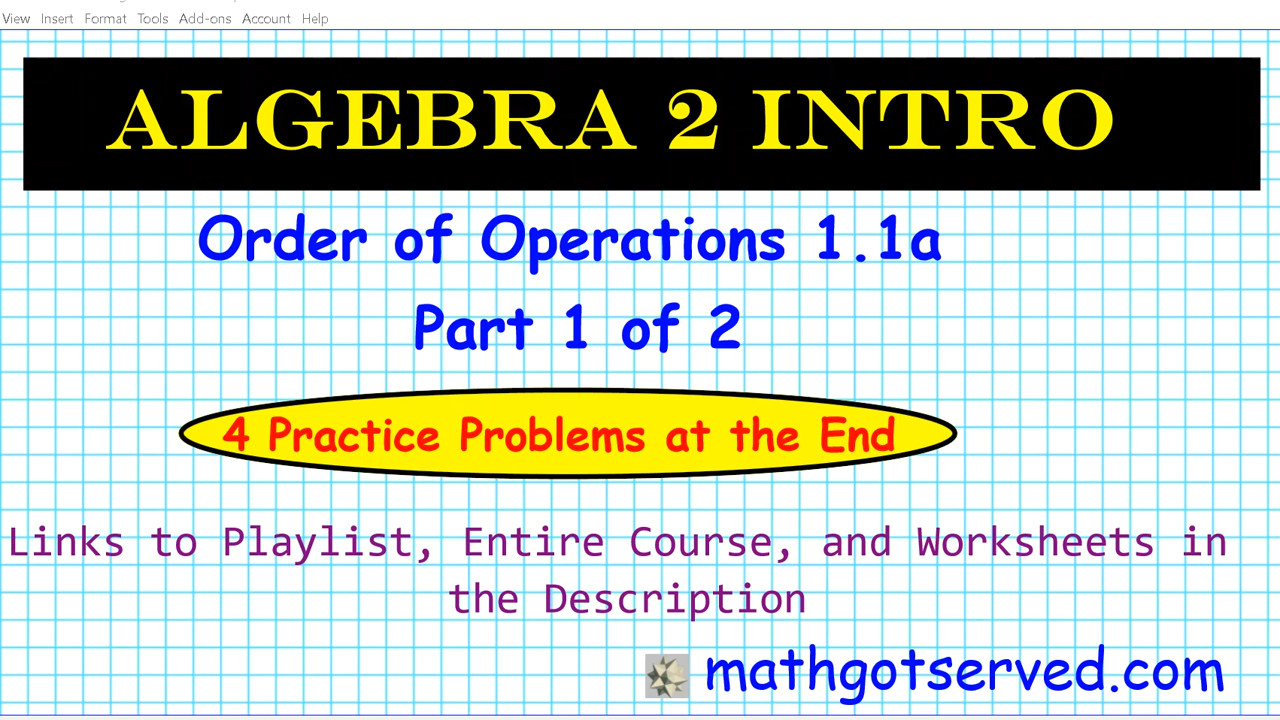 View Insert Format Tools Add-ons Account Help
ALGEBRA 2 INTRO
Order of Operations 1.1a
Part 1 of 2
4 Practice Problems at the End
Links to Playlist, Entire Course, and Worksheets in
the Description
mathgotserved.com